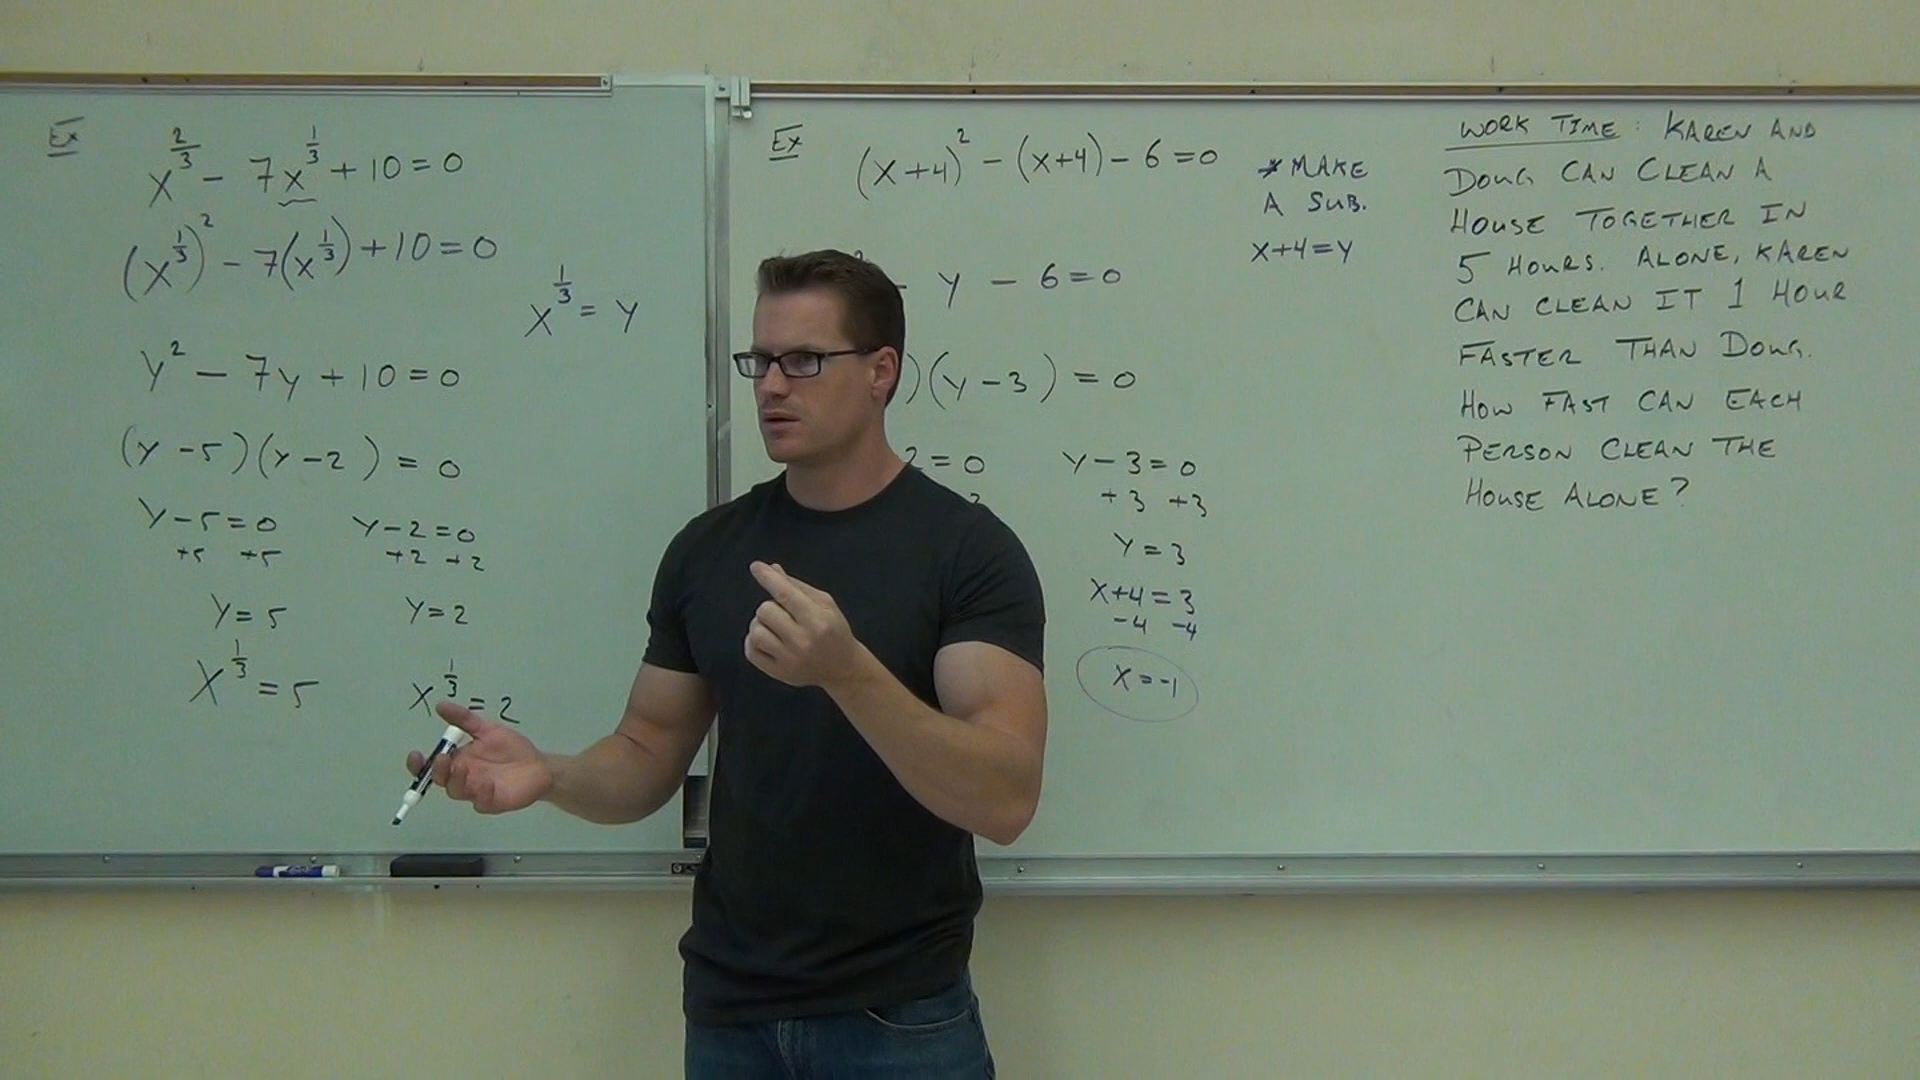 Ex
x^(2/3) - 7x^(1/3) + 10 = 0
(x^(1/3))^2 - 7(x^(1/3)) + 10 = 0
x^(1/3) = y
y^2 - 7y + 10 = 0
(y - 5)(y - 2) = 0
y - 5 = 0 y - 2 = 0
+5 +5 +2 +2
y = 5 y = 2
x^(1/3) = 5 x^(1/3) = 2
Ex
(x+4)^2 - (x+4) - 6 = 0
* MAKE
A SUB.
x+4 = y
- y - 6 = 0
)(y - 3) = 0
2 = 0 y - 3 = 0
2 +3 +3
y = 3
x+4 = 3
-4 -4
x = -1
WORK TIME: KAREN AND
DOUG CAN CLEAN A
HOUSE TOGETHER IN
5 HOURS. ALONE, KAREN
CAN CLEAN IT 1 HOUR
FASTER THAN DOUG.
HOW FAST CAN EACH
PERSON CLEAN THE
HOUSE ALONE?